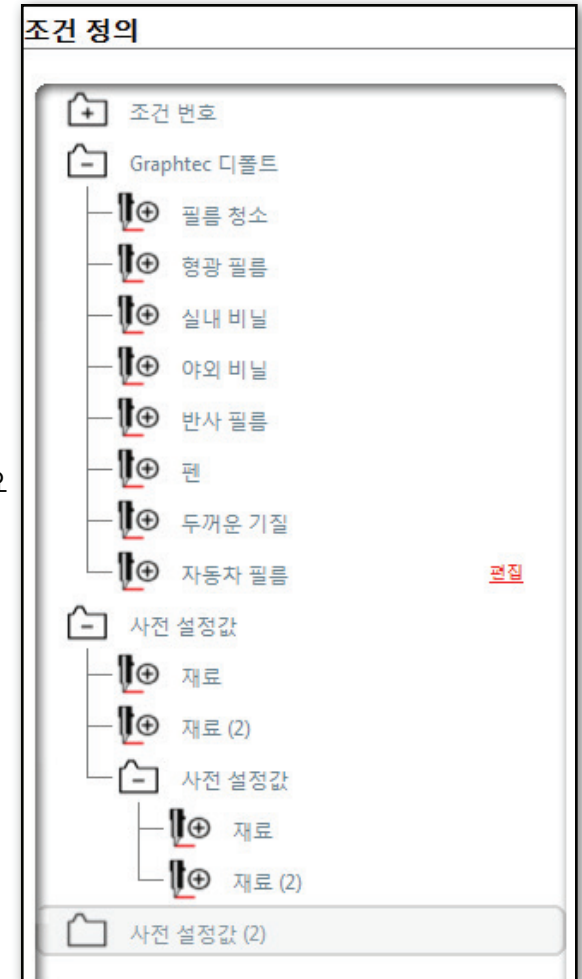 조건 정의
조건 번호
Graphtec 디폴트
필름 청소
형광 필름
실내 비닐
야외 비닐
반사 필름
펜
두꺼운 기질
자동차 필름 편집
사전 설정값
재료
재료 (2)
사전 설정값
재료
재료 (2)
사전 설정값 (2)